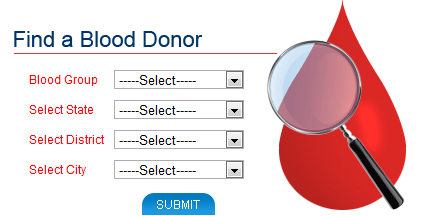 Find a Blood Donor
Blood Group -----Select-----
Select State -----Select-----
Select District -----Select-----
Select City -----Select-----
SUBMIT